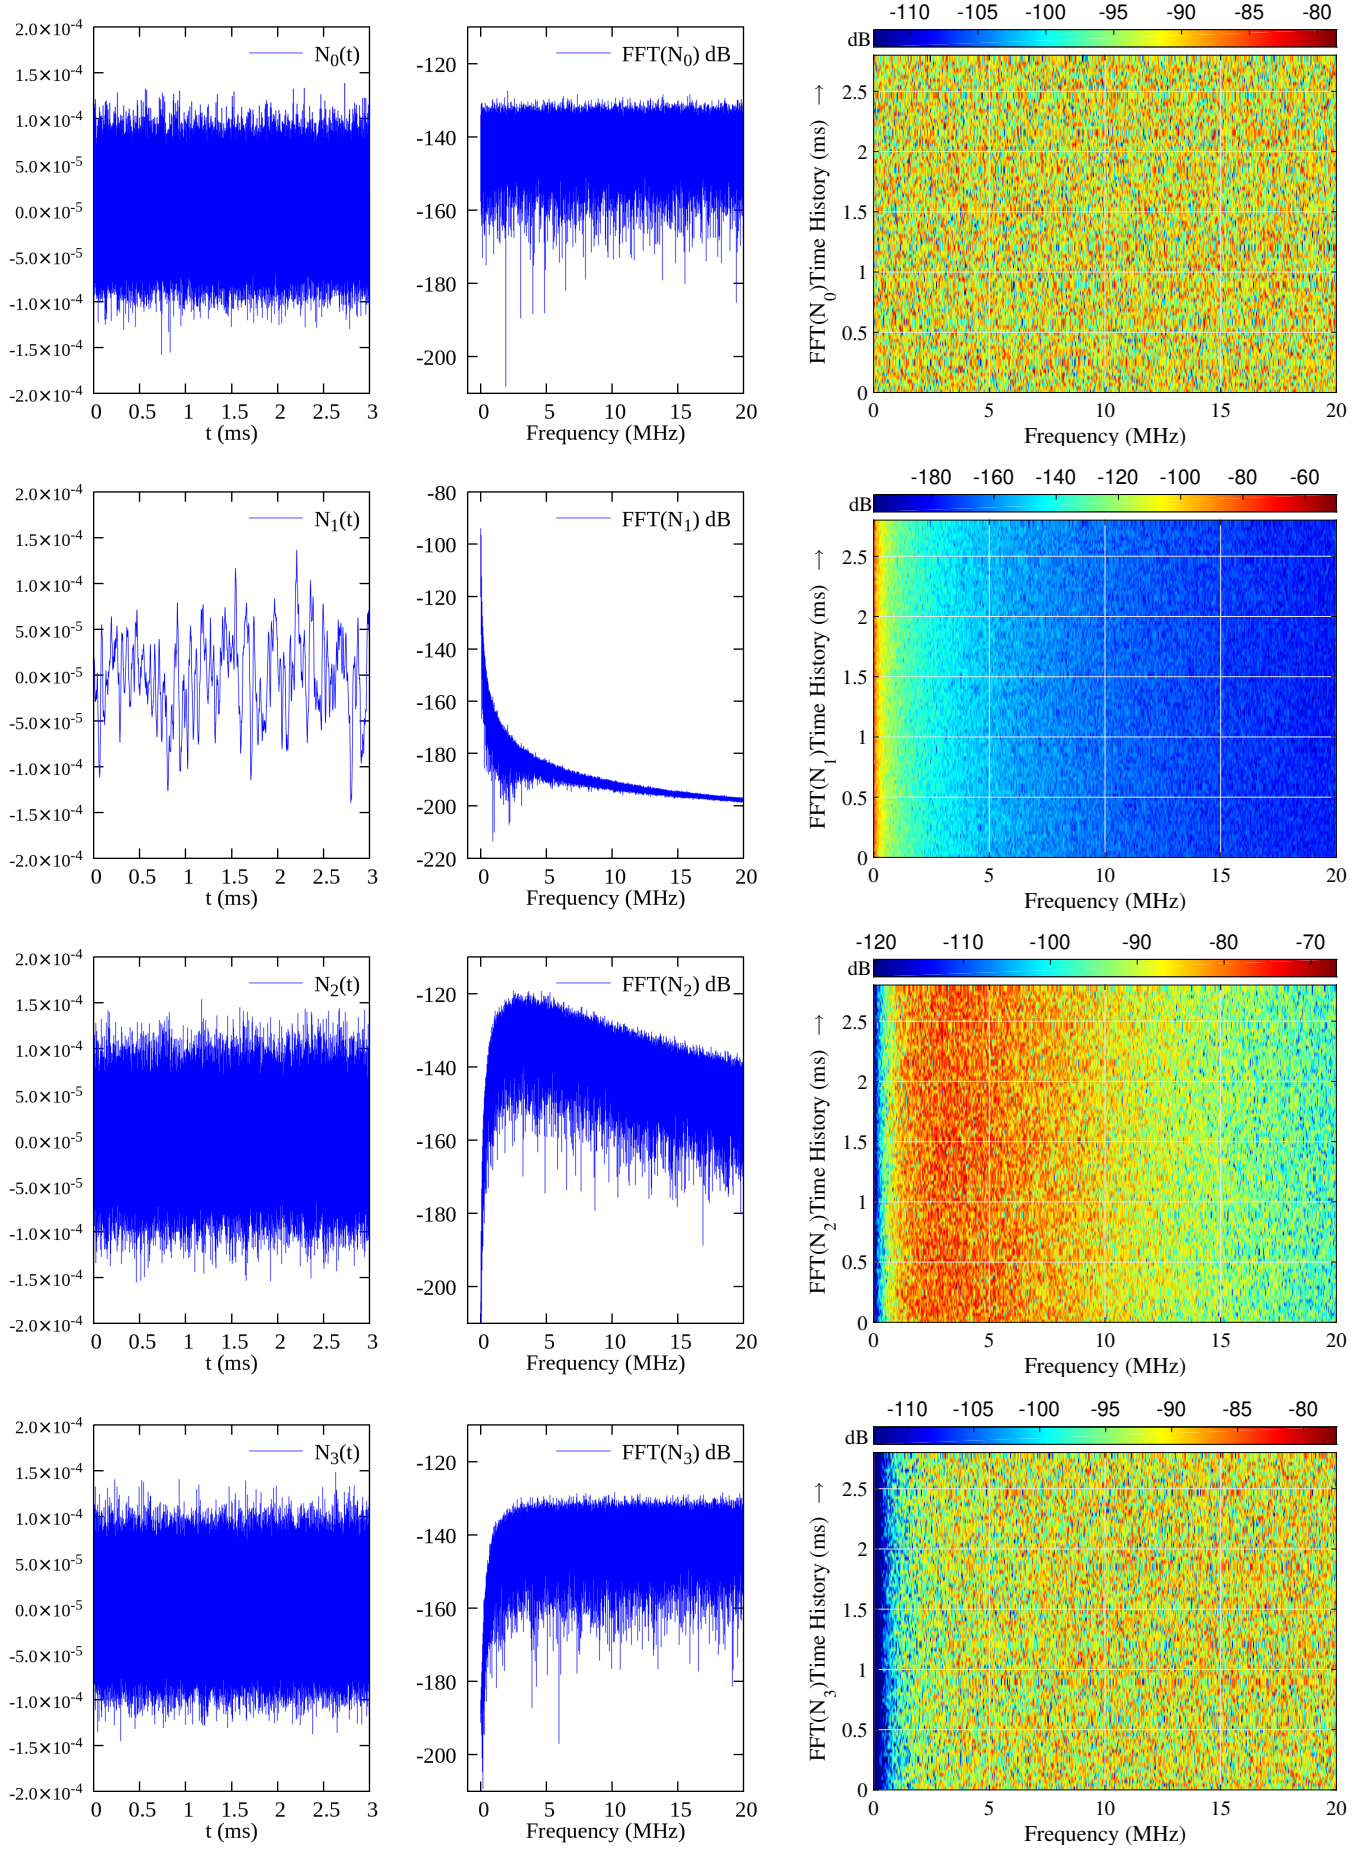 N0(t)
2.0×10-4
1.5×10-4
1.0×10-4
5.0×10-5
0.0×10-5
-5.0×10-5
-1.0×10-4
-1.5×10-4
-2.0×10-4
0 0.5 1 1.5 2 2.5 3
t (ms)
FFT(N0) dB
-120
-140
-160
-180
-200
0 5 10 15 20
Frequency (MHz)
dB -110 -105 -100 -95 -90 -85 -80
FFT(N0)Time History (ms) →
2.5
2
1.5
1
0.5
0
0 5 10 15 20
Frequency (MHz)
N1(t)
2.0×10-4
1.5×10-4
1.0×10-4
5.0×10-5
0.0×10-5
-5.0×10-5
-1.0×10-4
-1.5×10-4
-2.0×10-4
0 0.5 1 1.5 2 2.5 3
t (ms)
FFT(N1) dB
-80
-100
-120
-140
-160
-180
-200
-220
0 5 10 15 20
Frequency (MHz)
dB -180 -160 -140 -120 -100 -80 -60
FFT(N1)Time History (ms) →
2.5
2
1.5
1
0.5
0
0 5 10 15 20
Frequency (MHz)
N2(t)
2.0×10-4
1.5×10-4
1.0×10-4
5.0×10-5
0.0×10-5
-5.0×10-5
-1.0×10-4
-1.5×10-4
-2.0×10-4
0 0.5 1 1.5 2 2.5 3
t (ms)
FFT(N2) dB
-120
-140
-160
-180
-200
0 5 10 15 20
Frequency (MHz)
dB -120 -110 -100 -90 -80 -70
FFT(N2)Time History (ms) →
2.5
2
1.5
1
0.5
0
0 5 10 15 20
Frequency (MHz)
N3(t)
2.0×10-4
1.5×10-4
1.0×10-4
5.0×10-5
0.0×10-5
-5.0×10-5
-1.0×10-4
-1.5×10-4
-2.0×10-4
0 0.5 1 1.5 2 2.5 3
t (ms)
FFT(N3) dB
-120
-140
-160
-180
-200
0 5 10 15 20
Frequency (MHz)
dB -110 -105 -100 -95 -90 -85 -80
FFT(N3)Time History (ms) →
2.5
2
1.5
1
0.5
0
0 5 10 15 20
Frequency (MHz)